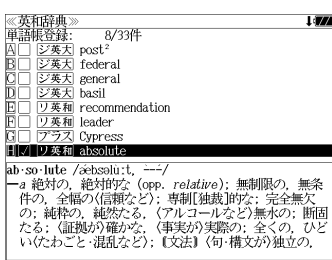 ≪英和辞典≫
単語帳登録: 8/33件
A□ ジ英大 post²
B□ ジ英大 federal
C□ ジ英大 general
D□ ジ英大 basil
E□ リ英和 recommendation
F□ リ英和 leader
G□ プラス Cypress
H☑ リ英和 absolute
ab·so·lute /æbsəlùːt, ⸺́⸺̀/
—a 絶対の, 絶対的な (opp. relative); 無制限の, 無条
件の, 全幅の〈信頼など〉; 専制[独裁]的な; 完全無欠
の; 純粋の, 純然たる, 〈アルコールなど〉無水の; 断固
たる; 〈証拠が〉確かな, 〈事実が〉実際の; 全くの, ひど
い〈たわごと・混乱など〉; 〘文法〙〈句・構文が〉独立の.